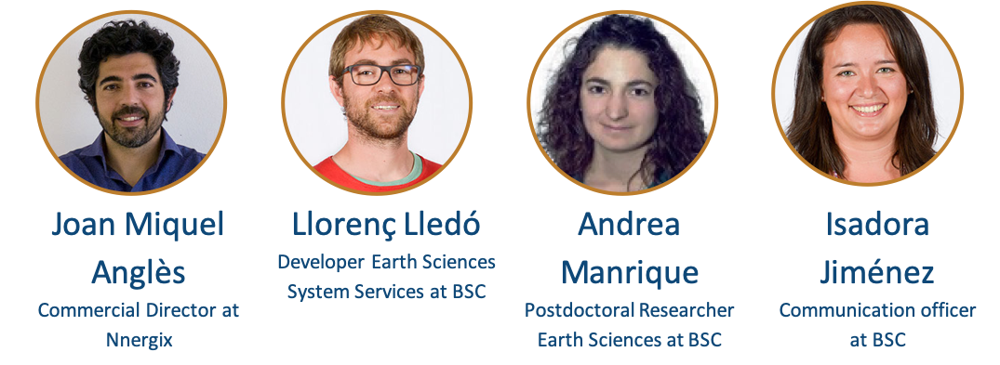 Joan Miquel
Anglès
Commercial Director at
Nnergix
Llorenç Lledó
Developer Earth Sciences
System Services at BSC
Andrea
Manrique
Postdoctoral Researcher
Earth Sciences at BSC
Isadora
Jiménez
Communication officer
at BSC